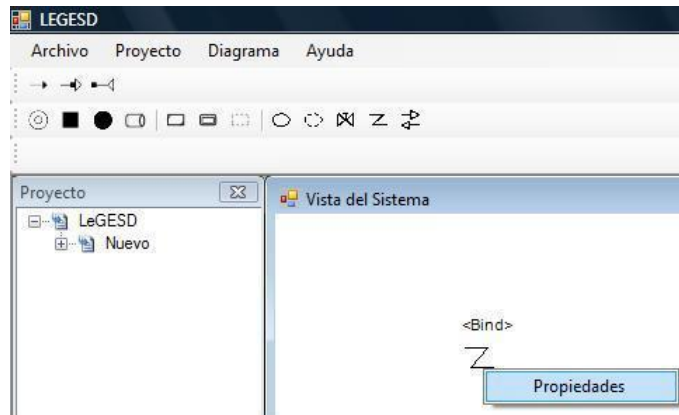 LEGESD
Archivo Proyecto Diagrama Ayuda
Proyecto
Vista del Sistema
LeGESD
Nuevo
<Bind>
Propiedades